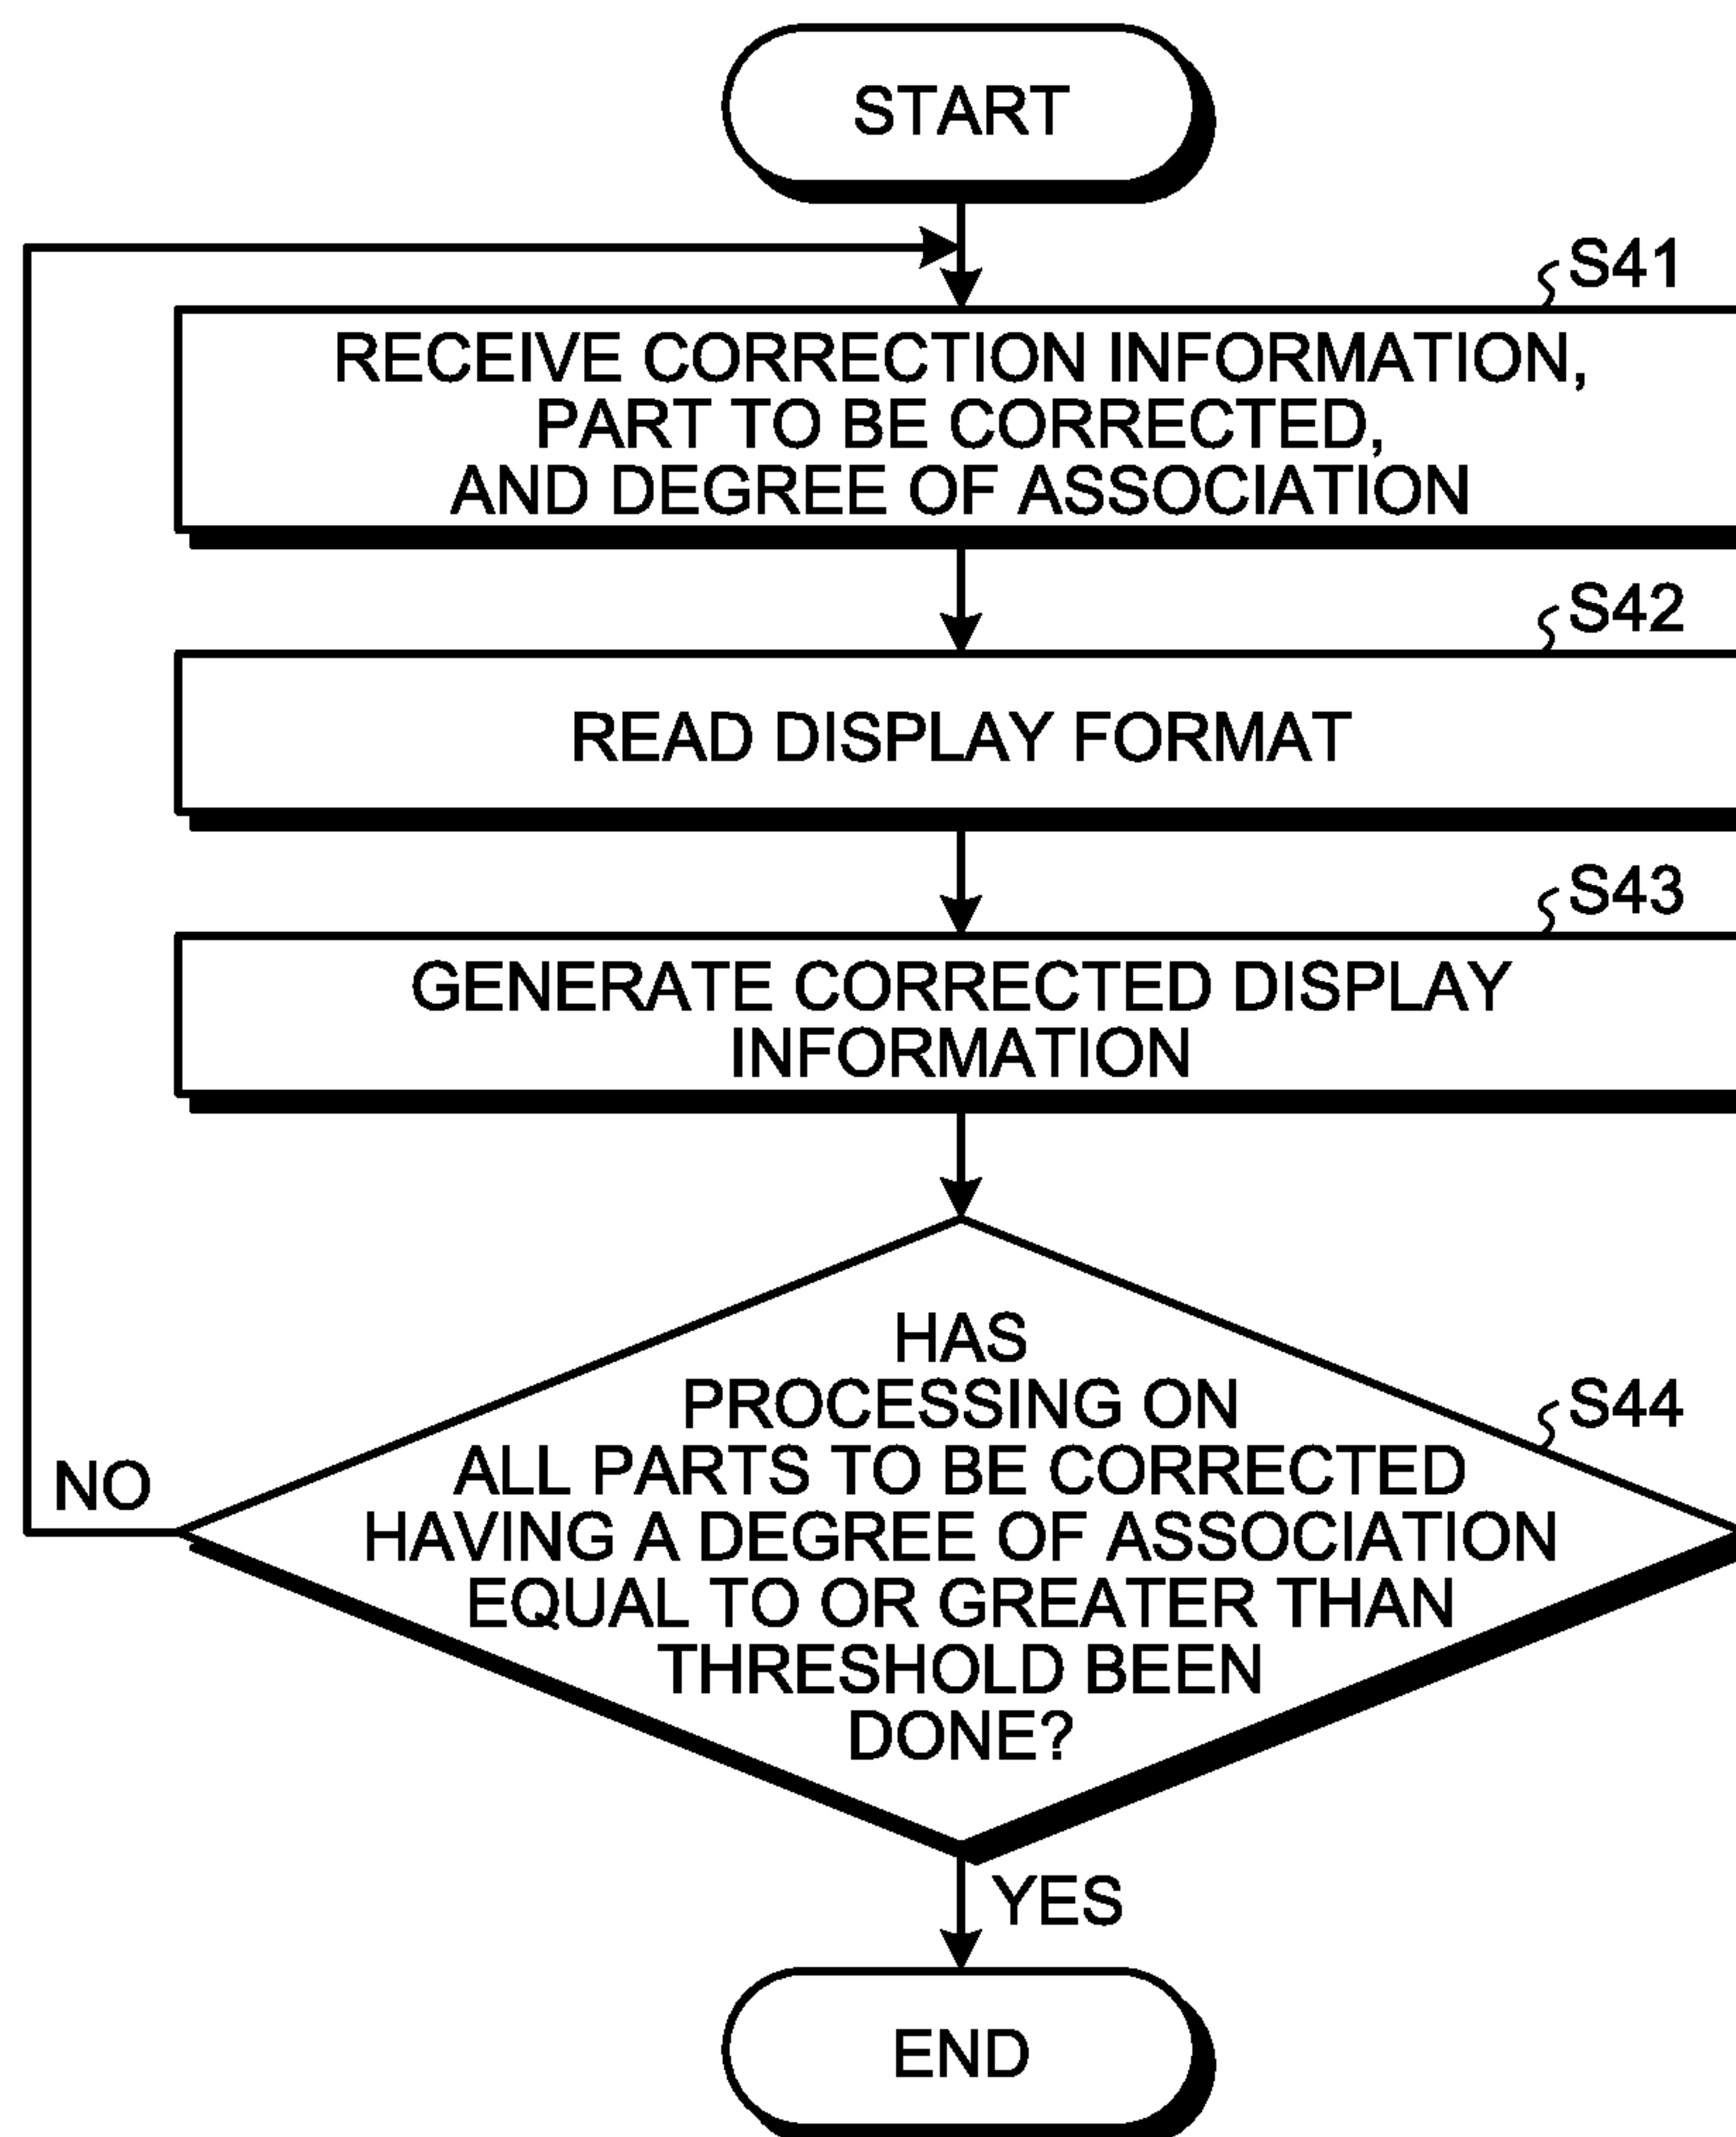 START
S41
RECEIVE CORRECTION INFORMATION,
PART TO BE CORRECTED,
AND DEGREE OF ASSOCIATION
S42
READ DISPLAY FORMAT
S43
GENERATE CORRECTED DISPLAY
INFORMATION
HAS
PROCESSING ON
S44
ALL PARTS TO BE CORRECTED
NO
HAVING A DEGREE OF ASSOCIATION
EQUAL TO OR GREATER THAN
THRESHOLD BEEN
DONE?
YES
END